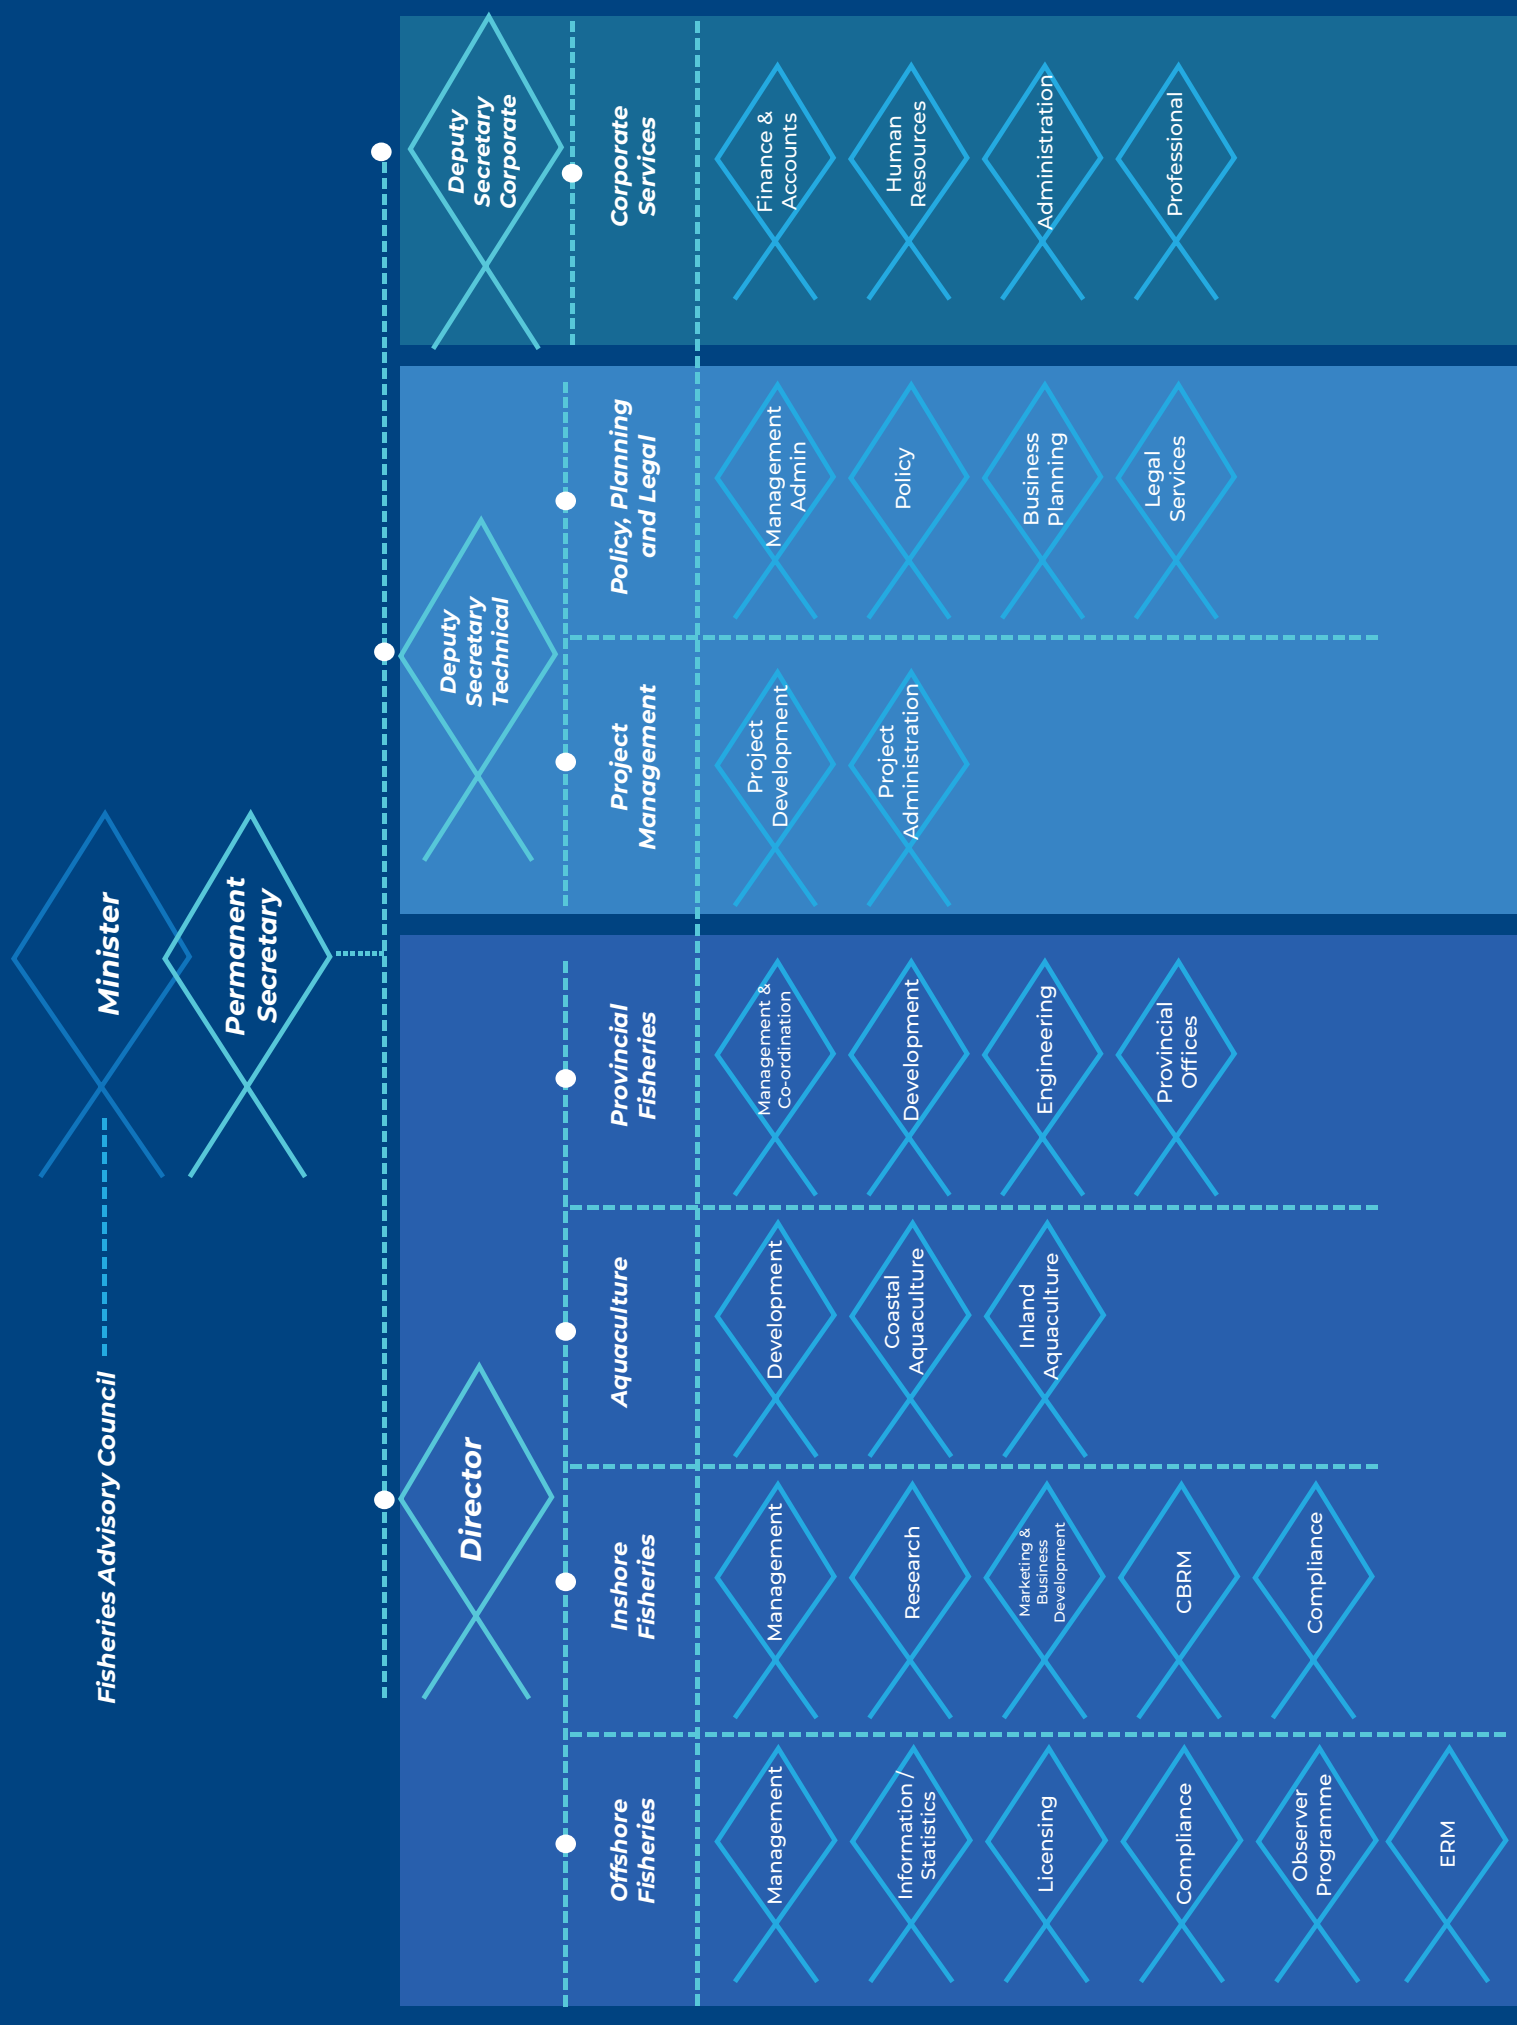 Minister
Fisheries Advisory Council
Permanent
Secretary
Director
Deputy
Secretary
Technical
Deputy
Secretary
Corporate
Offshore
Fisheries
Inshore
Fisheries
Aquaculture
Provincial
Fisheries
Project
Management
Policy, Planning
and Legal
Corporate
Services
Management
Information /
Statistics
Licensing
Compliance
Observer
Programme
ERM
Management
Research
Marketing &
Business
Development
CBRM
Compliance
Development
Coastal
Aquaculture
Inland
Aquaculture
Management &
Co-ordination
Development
Engineering
Provincial
Offices
Project
Development
Project
Administration
Management
Admin
Policy
Business
Planning
Legal
Services
Finance &
Accounts
Human
Resources
Administration
Professional